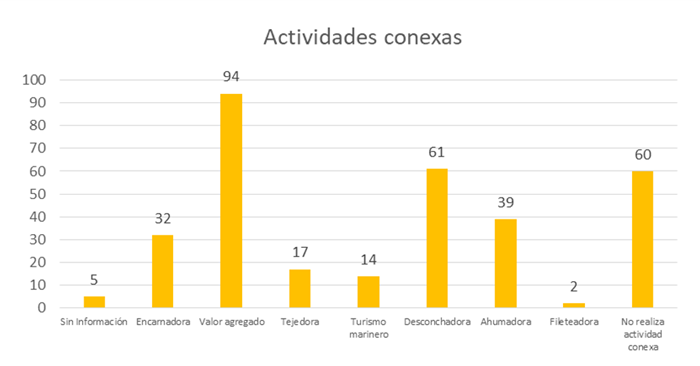 Actividades conexas
100
90
80
70
60
50
40
30
20
10
0
5
32
94
17
14
61
39
2
60
Sin Información
Encarnadora
Valor agregado
Tejedora
Turismo
marinero
Desconchadora
Ahumadora
Fileteadora
No realiza
actividad
conexa